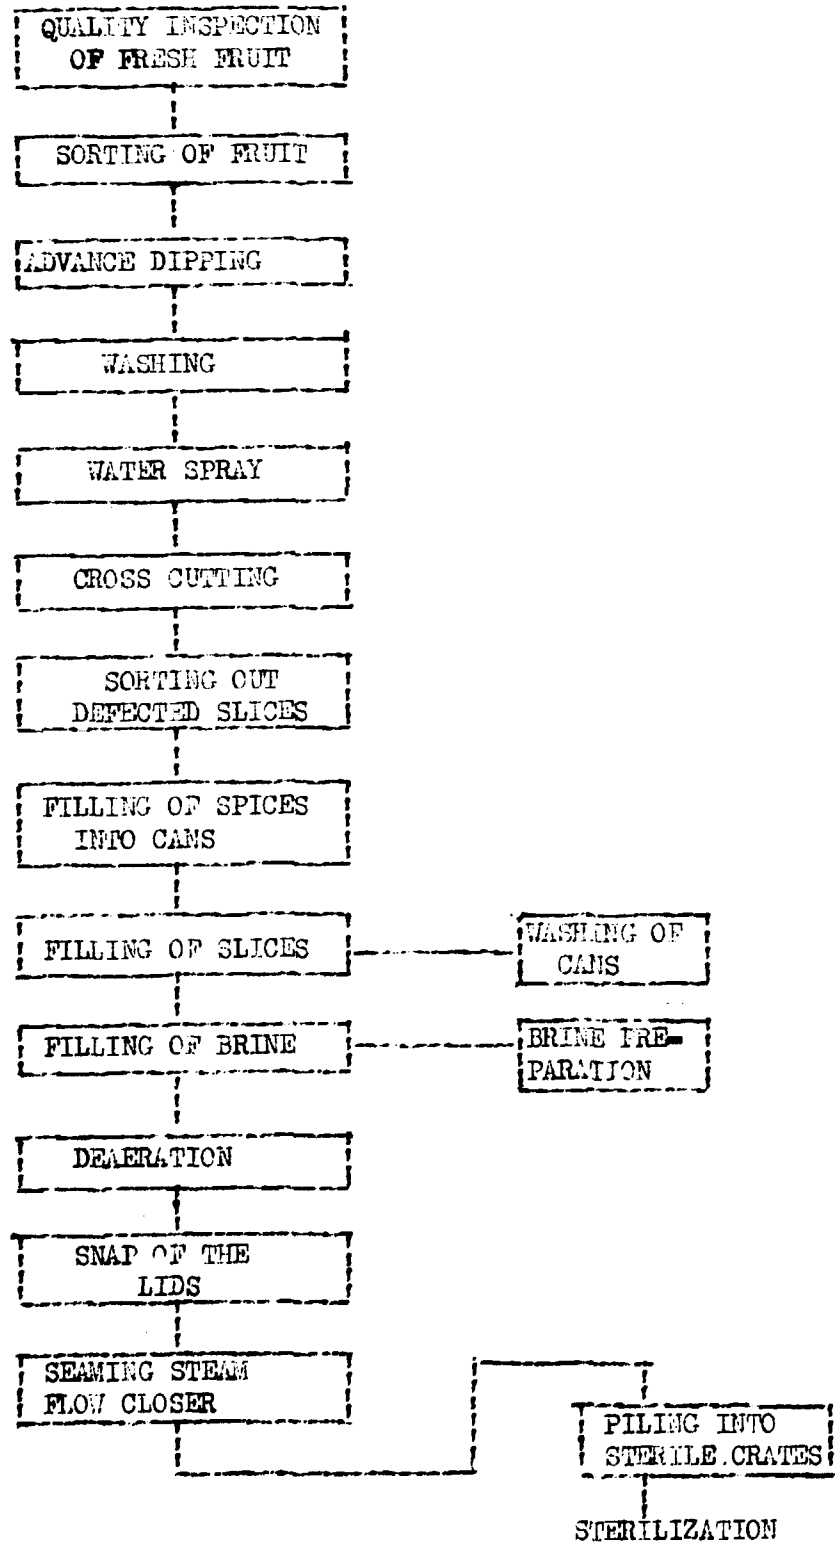 QUALITY INSPECTION
OF FRESH FRUIT
SORTING OF FRUIT
ADVANCE DIPPING
WASHING
WATER SPRAY
CROSS CUTTING
SORTING OUT
DEFECTED SLICES
FILLING OF SPICES
INTO CANS
FILLING OF SLICES
WASHING OF
CANS
FILLING OF BRINE
BRINE PRE-
PARATION
DEAERATION
SNAP OF THE
LIDS
SEAMING STEAM
FLOW CLOSER
PILING INTO
STERILE.CRATES
STERILIZATION